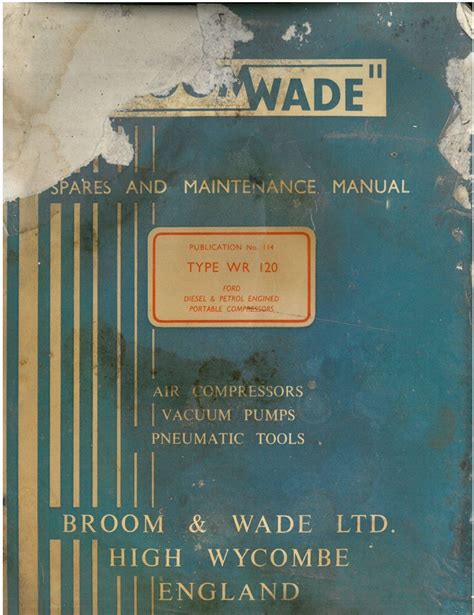 OOMWADE"
SPARES AND MAINTENANCE MANUAL
PUBLICATION No. 114
TYPE WR 120
FORD
DIESEL & PETROL ENGINED
PORTABLE COMPRESSORS
AIR COMPRESSORS
VACUUM PUMPS
PNEUMATIC TOOLS
BROOM & WADE LTD.
HIGH WYCOMBE
ENGLAND